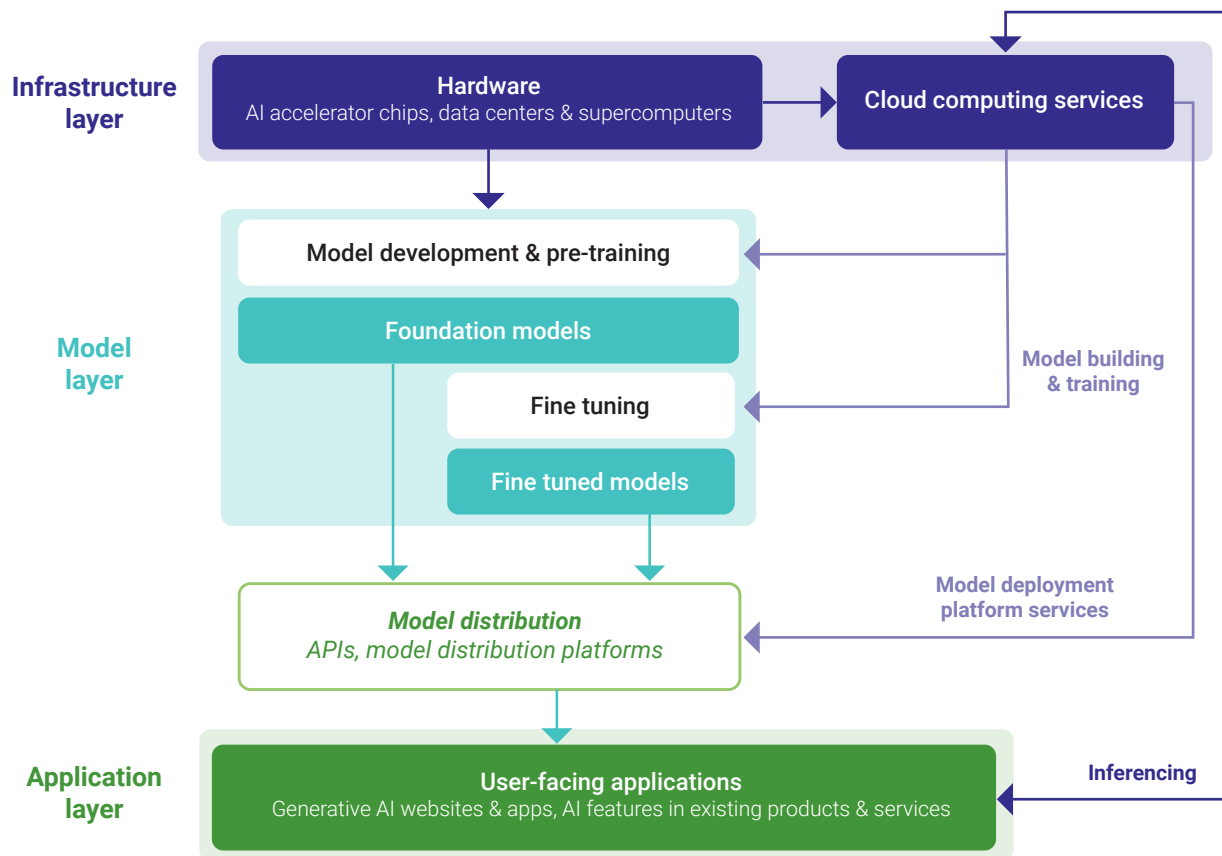 Infrastructure
layer
Hardware
AI accelerator chips, data centers & supercomputers
Cloud computing services
Model
layer
Model development & pre-training
Foundation models
Fine tuning
Fine tuned models
Model building
& training
Model distribution
APIs, model distribution platforms
Model deployment
platform services
Application
layer
User-facing applications
Generative AI websites & apps, AI features in existing products & services
Inferencing